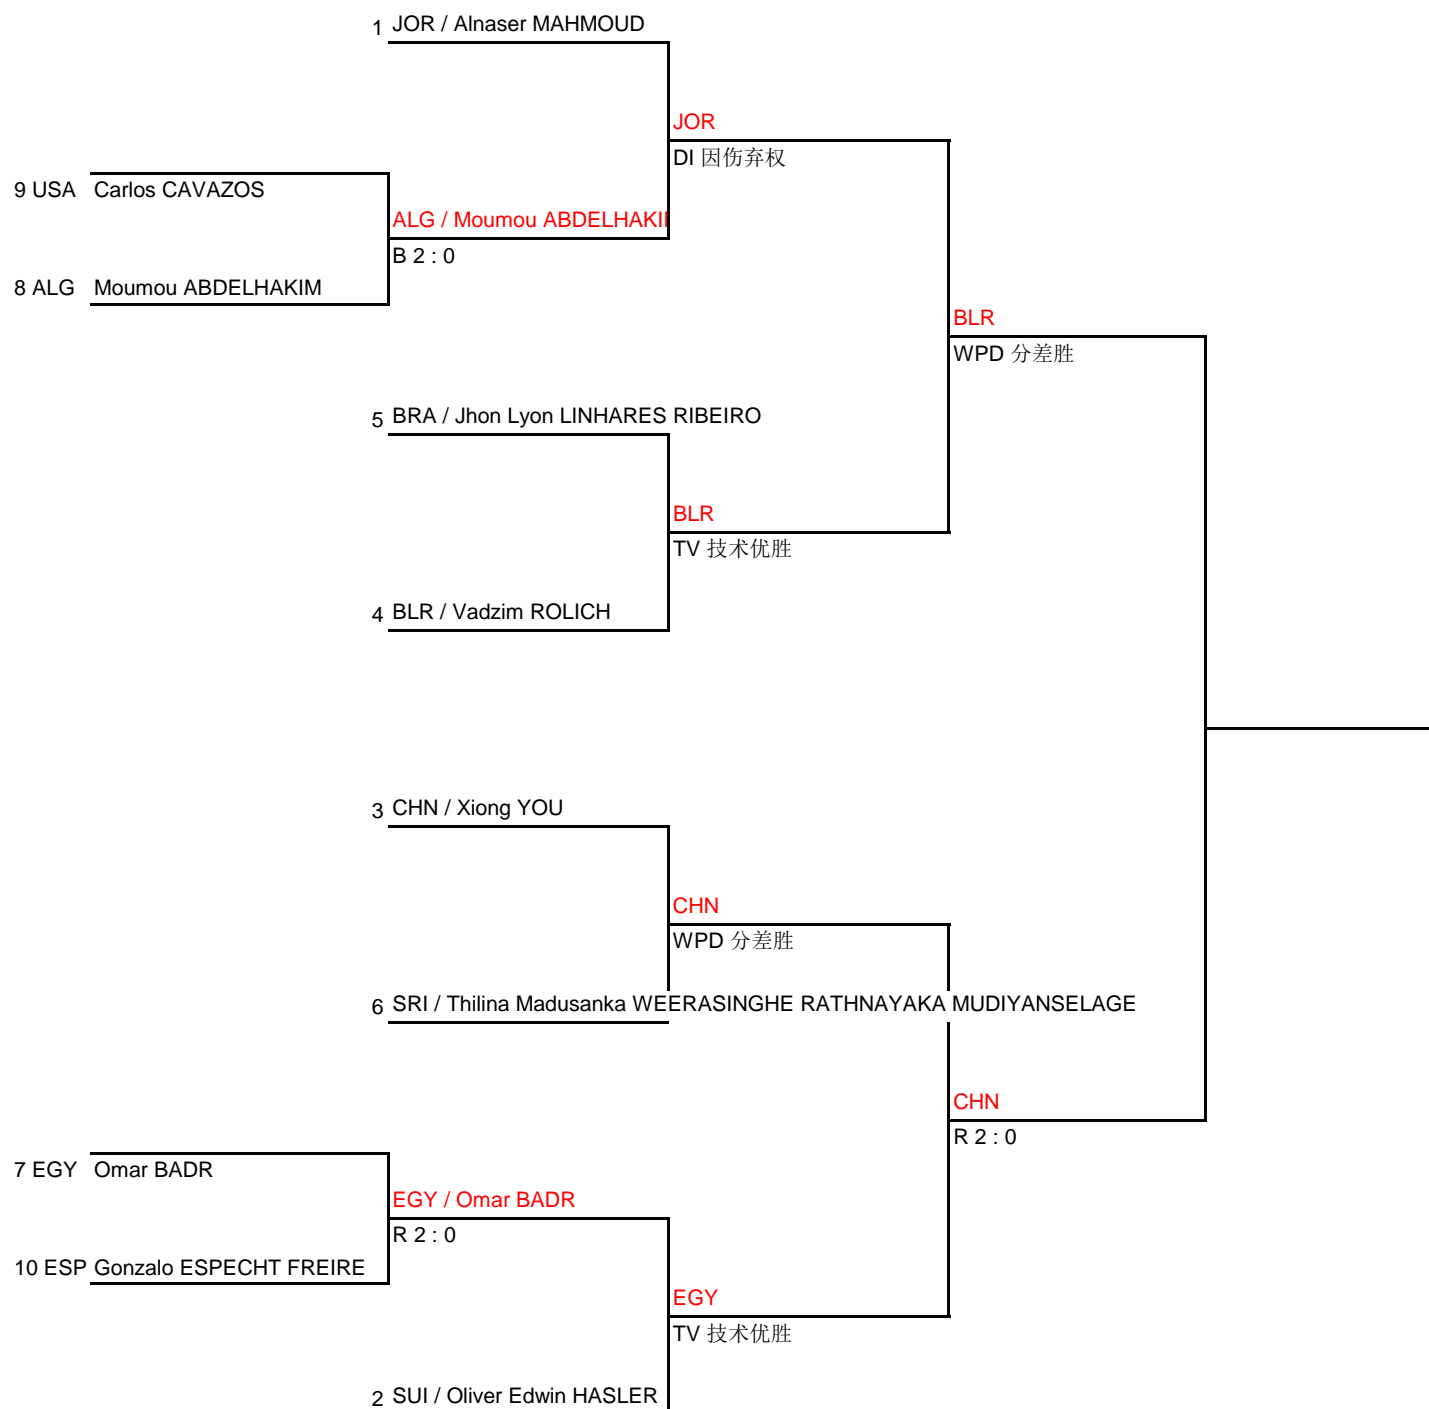 1 JOR / Alnaser MAHMOUD
JOR
DI 因伤弃权
9 USA Carlos CAVAZOS
ALG / Moumou ABDELHAKII
B 2 : 0
8 ALG Moumou ABDELHAKIM
BLR
WPD 分差胜
5 BRA / Jhon Lyon LINHARES RIBEIRO
BLR
TV 技术优胜
4 BLR / Vadzim ROLICH
3 CHN / Xiong YOU
CHN
WPD 分差胜
6 SRI / Thilina Madusanka WEERASINGHE RATHNAYAKA MUDIYANSELAGE
CHN
R 2 : 0
7 EGY Omar BADR
EGY / Omar BADR
R 2 : 0
10 ESP Gonzalo ESPECHT FREIRE
EGY
TV 技术优胜
2 SUI / Oliver Edwin HASLER